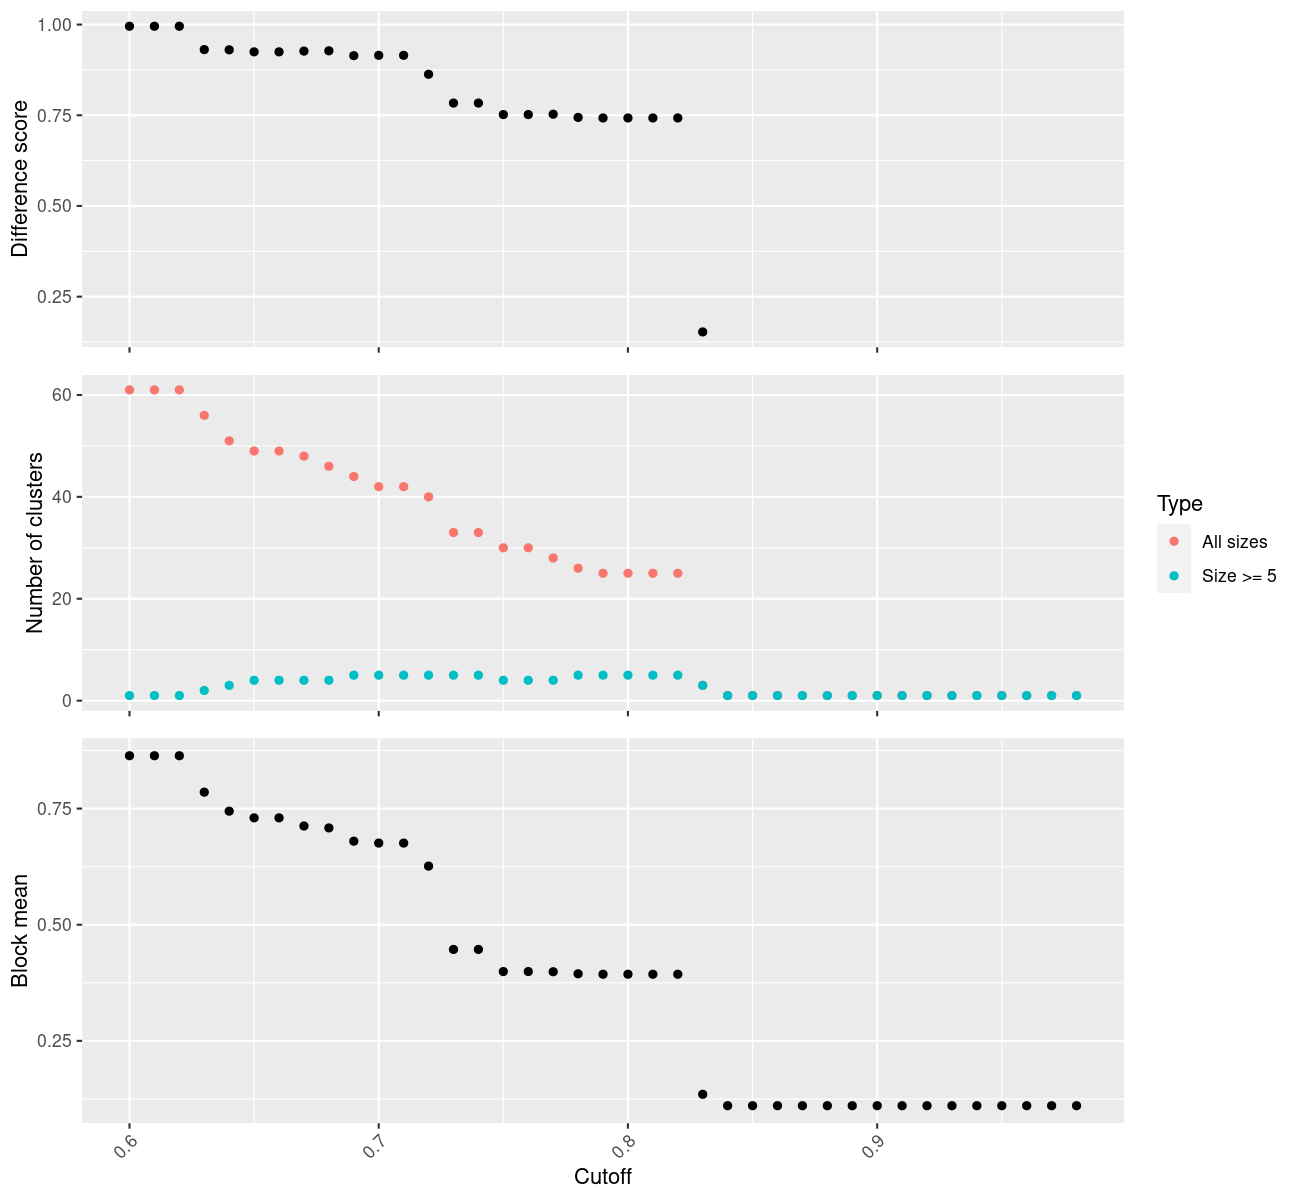 Difference score
1.00
0.75
0.50
0.25
Number of clusters
60
40
20
0
Type
All sizes
Size >= 5
Block mean
0.75
0.50
0.25
0.6
0.7
0.8
0.9
Cutoff